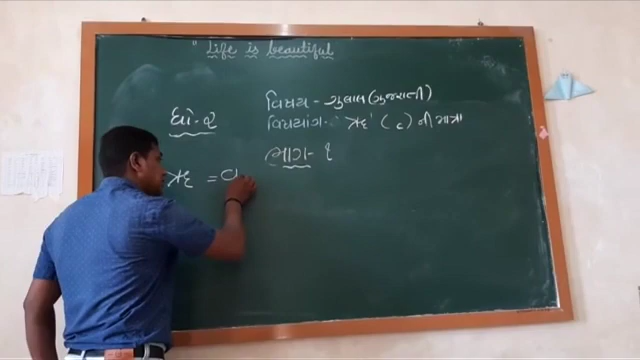 " Life is beautiful
ધો-૨
વિષય - ગુલાલ (ગુજરાતી)
વિષયાંગ - 'ઋ' ( ૃ ) ની માત્રા
ભાગ - ૧
ઋ =